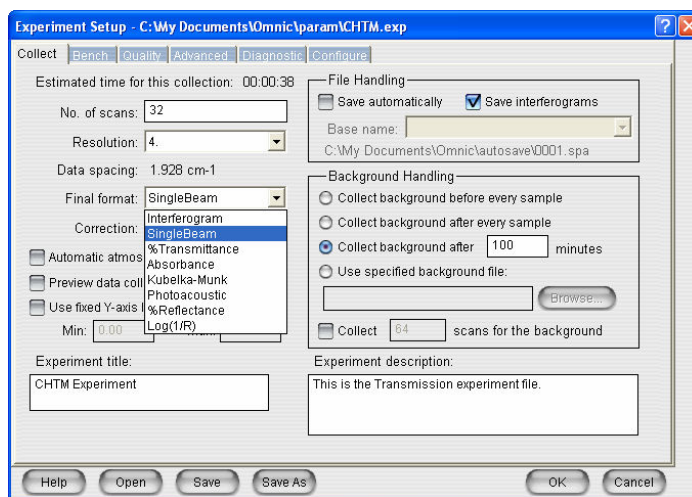 Experiment Setup - C:\My Documents\Omnic\param\CHTM.exp
Collect Bench Quality Advanced Diagnostic Configure
Estimated time for this collection: 00:00:38
No. of scans: 32
Resolution: 4.
Data spacing: 1.928 cm-1
Final format: SingleBeam
Correction:
Interferogram
SingleBeam
%Transmittance
Absorbance
Kubelka-Munk
Photoacoustic
%Reflectance
Log(1/R)
Automatic atmos
Preview data coll
Use fixed Y-axis
Min: 0.00
Experiment title:
CHTM Experiment
File Handling
Save automatically Save interferograms
Base name:
C:\My Documents\Omnic\autosave\0001.spa
Background Handling
Collect background before every sample
Collect background after every sample
Collect background after 100 minutes
Use specified background file:
Browse...
Collect 64 scans for the background
Experiment description:
This is the Transmission experiment file.
Help Open Save Save As OK Cancel